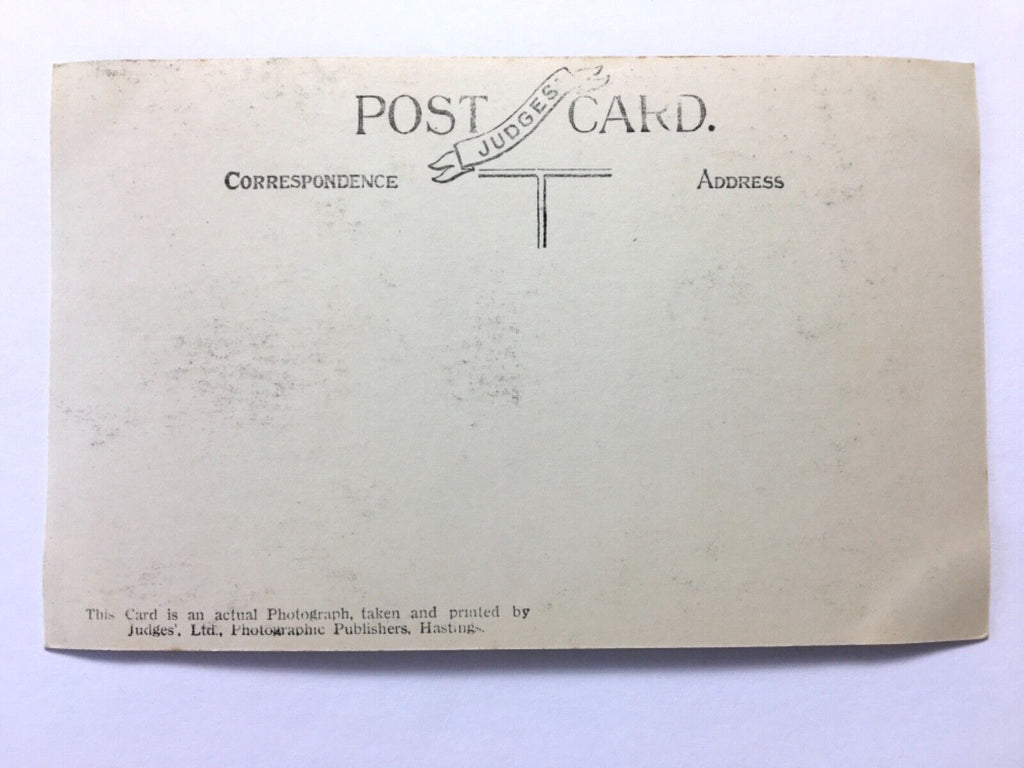 POST CARD.
JUDGES'
CORRESPONDENCE
ADDRESS
This Card is an actual Photograph, taken and printed by
Judges', Ltd., Photographic Publishers, Hastings.